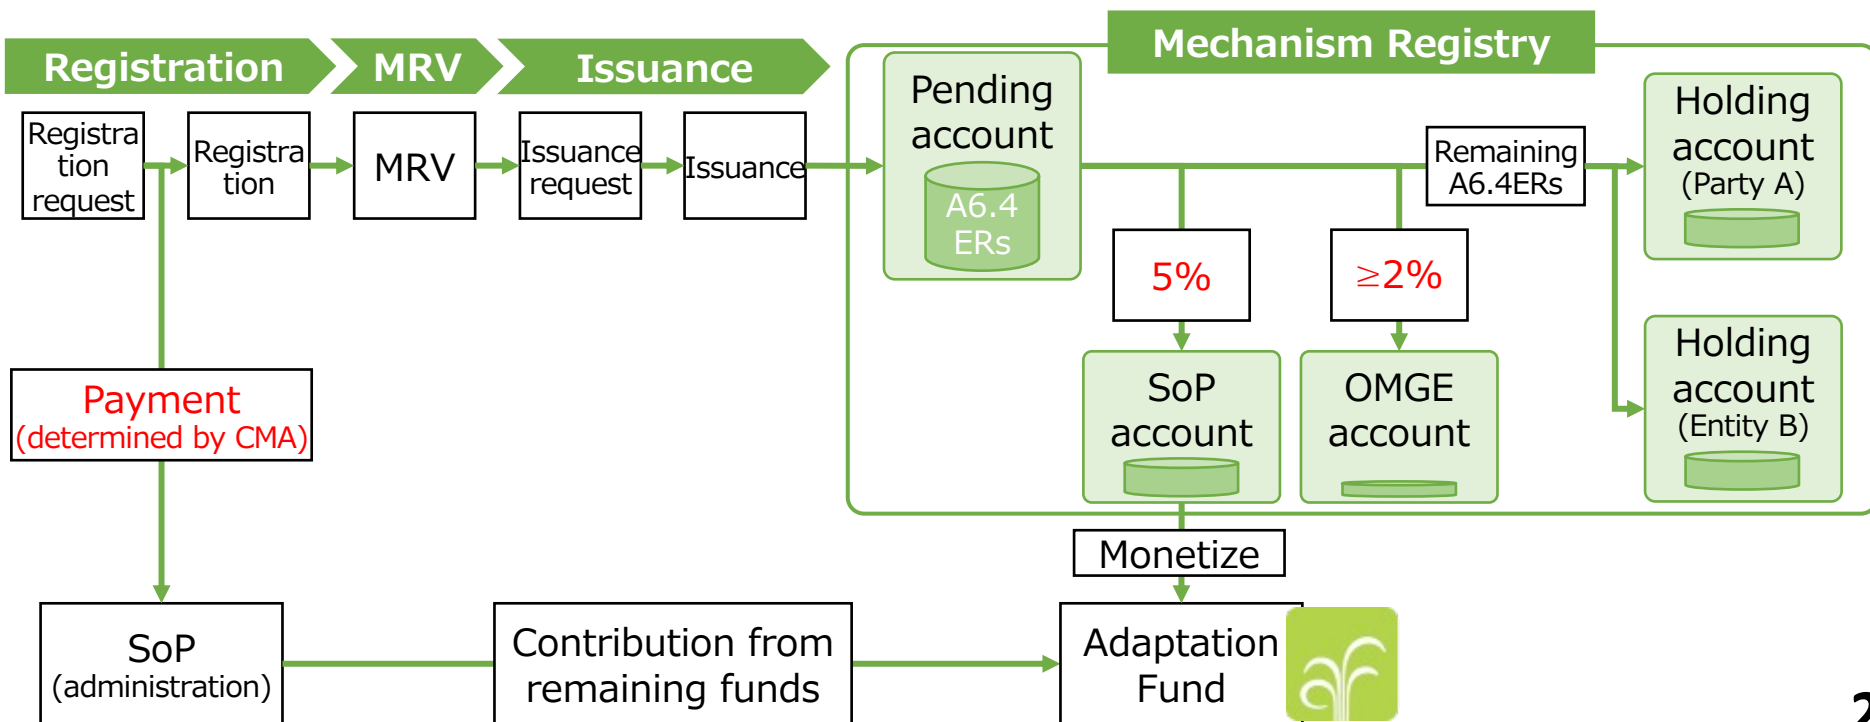 Mechanism Registry
Registration
MRV
Issuance
Registra
tion
request
Registra
tion
MRV
Issuance
request
Issuance
Pending
account
A6.4
ERs
Remaining
A6.4ERs
Holding
account
(Party A)
5%
≥2%
SoP
account
OMGE
account
Holding
account
(Entity B)
Payment
(determined by CMA)
Monetize
SoP
(administration)
Contribution from
remaining funds
Adaptation
Fund